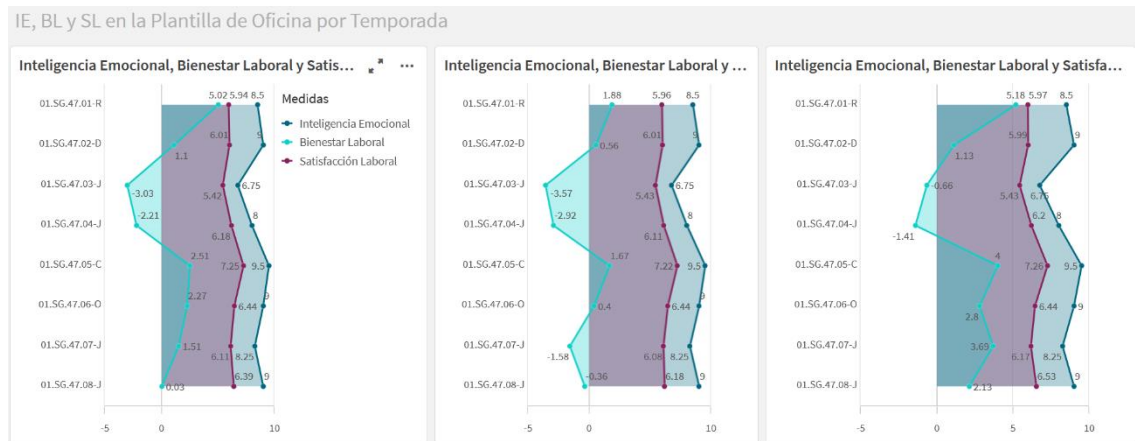 IE, BL y SL en la Plantilla de Oficina por Temporada
Inteligencia Emocional, Bienestar Laboral y Satis... ...
5.02 5.94 8.5
01.SG.47.01-R
Medidas
Inteligencia Emocional
Bienestar Laboral
Satisfacción Laboral
6.01 9
01.SG.47.02-D
1.1
01.SG.47.03-J
-3.03 6.75
5.42
-2.21 8
01.SG.47.04-J
6.18
2.51
01.SG.47.05-C
7.25 9.5
2.27 9
01.SG.47.06-O
6.44
01.SG.47.07-J
1.51
6.11 8.25
6.39 9
01.SG.47.08-J
0.03
-5 0 5 10
Inteligencia Emocional, Bienestar Laboral y ...
1.88 5.96 8.5
01.SG.47.01-R
6.01 9
01.SG.47.02-D
0.56
01.SG.47.03-J
-3.57 6.75
5.43
-2.92 8
01.SG.47.04-J
6.11
1.67
01.SG.47.05-C
7.22 9.5
9
01.SG.47.06-O
0.4 6.44
01.SG.47.07-J
-1.58
6.08 8.25
-0.36 6.18 9
01.SG.47.08-J
-5 0 5 10
Inteligencia Emocional, Bienestar Laboral y Satisfa...
5.18 5.97 8.5
01.SG.47.01-R
9
01.SG.47.02-D
1.13 5.99
01.SG.47.03-J
-0.66
5.43 6.75
6.2 8
01.SG.47.04-J
-1.41
4
01.SG.47.05-C
7.26 9.5
01.SG.47.06-O
6.44 9
2.8
01.SG.47.07-J
3.69
6.17 8.25
6.53 9
01.SG.47.08-J
2.13
-5 0 5 10